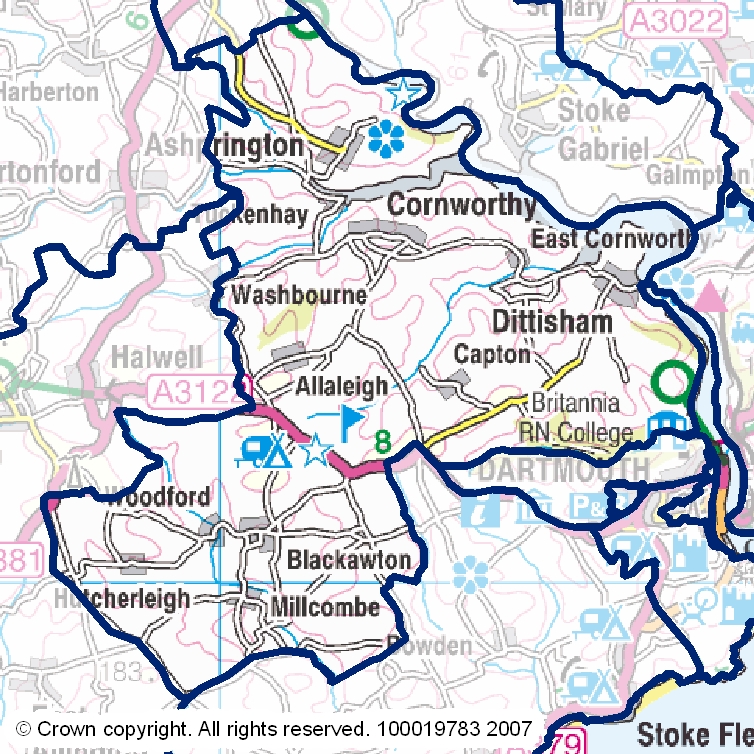 St Mary
A3022
Harberton
Stoke
Gabriel
Ashprington
Galmpton
rtonford
Cornworthy
Tuckenhay
East Cornworthy
Washbourne
Dittisham
Halwell
Capton
A3122
Allaleigh
Britannia
RN College
8
DARTMOUTH
Woodford
P&R
381
Blackawton
Hutcherleigh
Millcombe
Bowden
183
© Crown copyright. All rights reserved. 100019783 2007
Stoke Fle
79